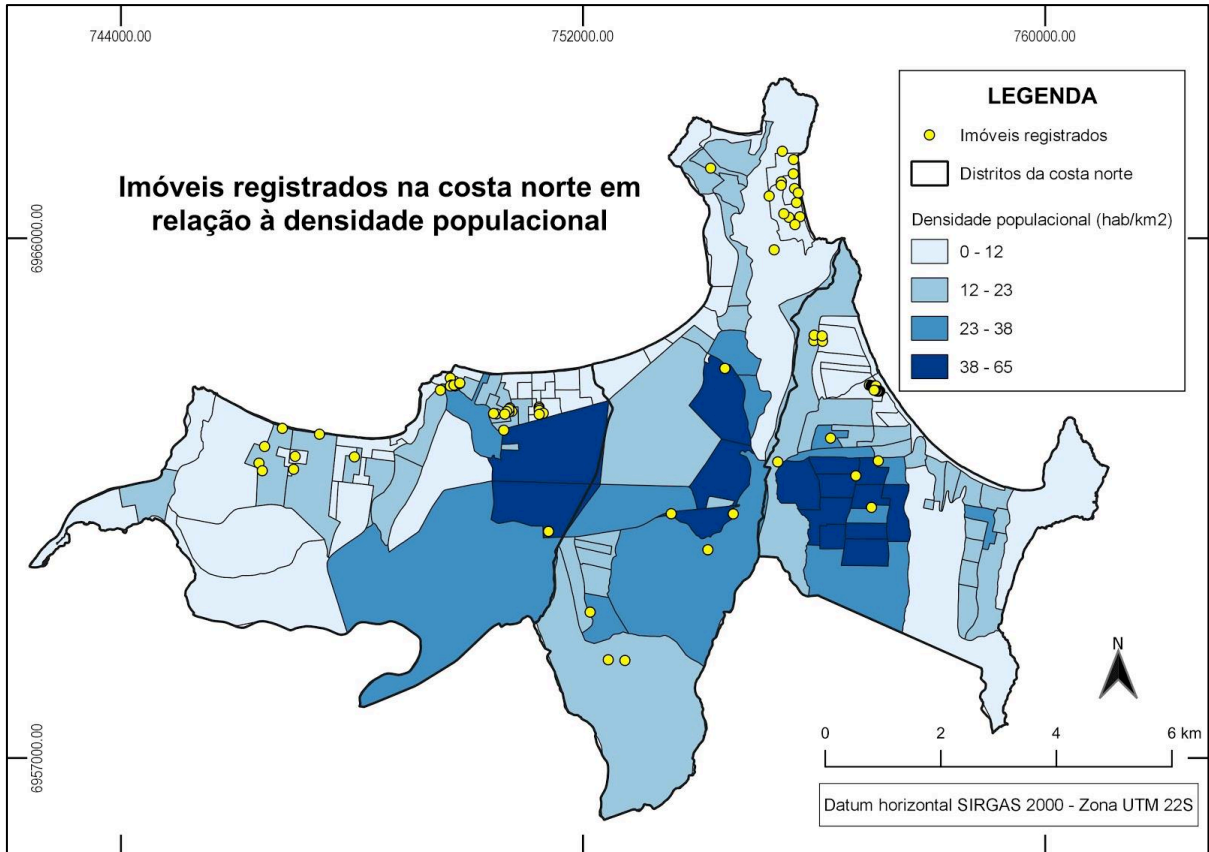 744000.00
752000.00
760000.00
LEGENDA
Imóveis registrados
Distritos da costa norte
Densidade populacional (hab/km2)
0 - 12
12 - 23
23 - 38
38 - 65
Imóveis registrados na costa norte em
relação à densidade populacional
6966000.00
6957000.00
N
0 2 4 6 km
Datum horizontal SIRGAS 2000 - Zona UTM 22S